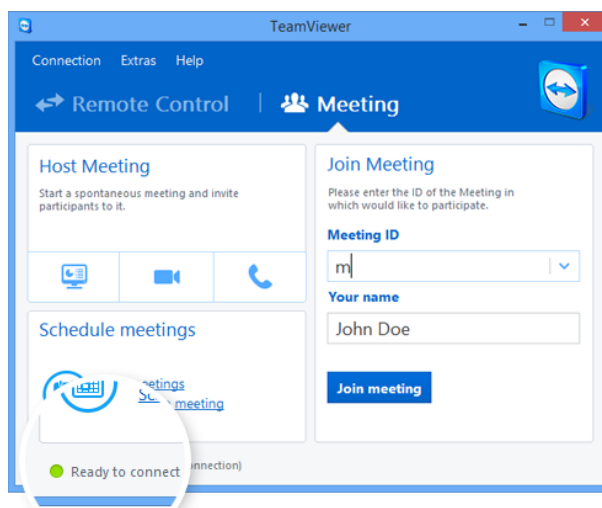 TeamViewer
Connection Extras Help
Remote Control | Meeting
Host Meeting
Start a spontaneous meeting and invite
participants to it.
Join Meeting
Please enter the ID of the Meeting in
which would like to participate.
Meeting ID
m
Your name
John Doe
Join meeting
Schedule meetings
meeting
Ready to connect